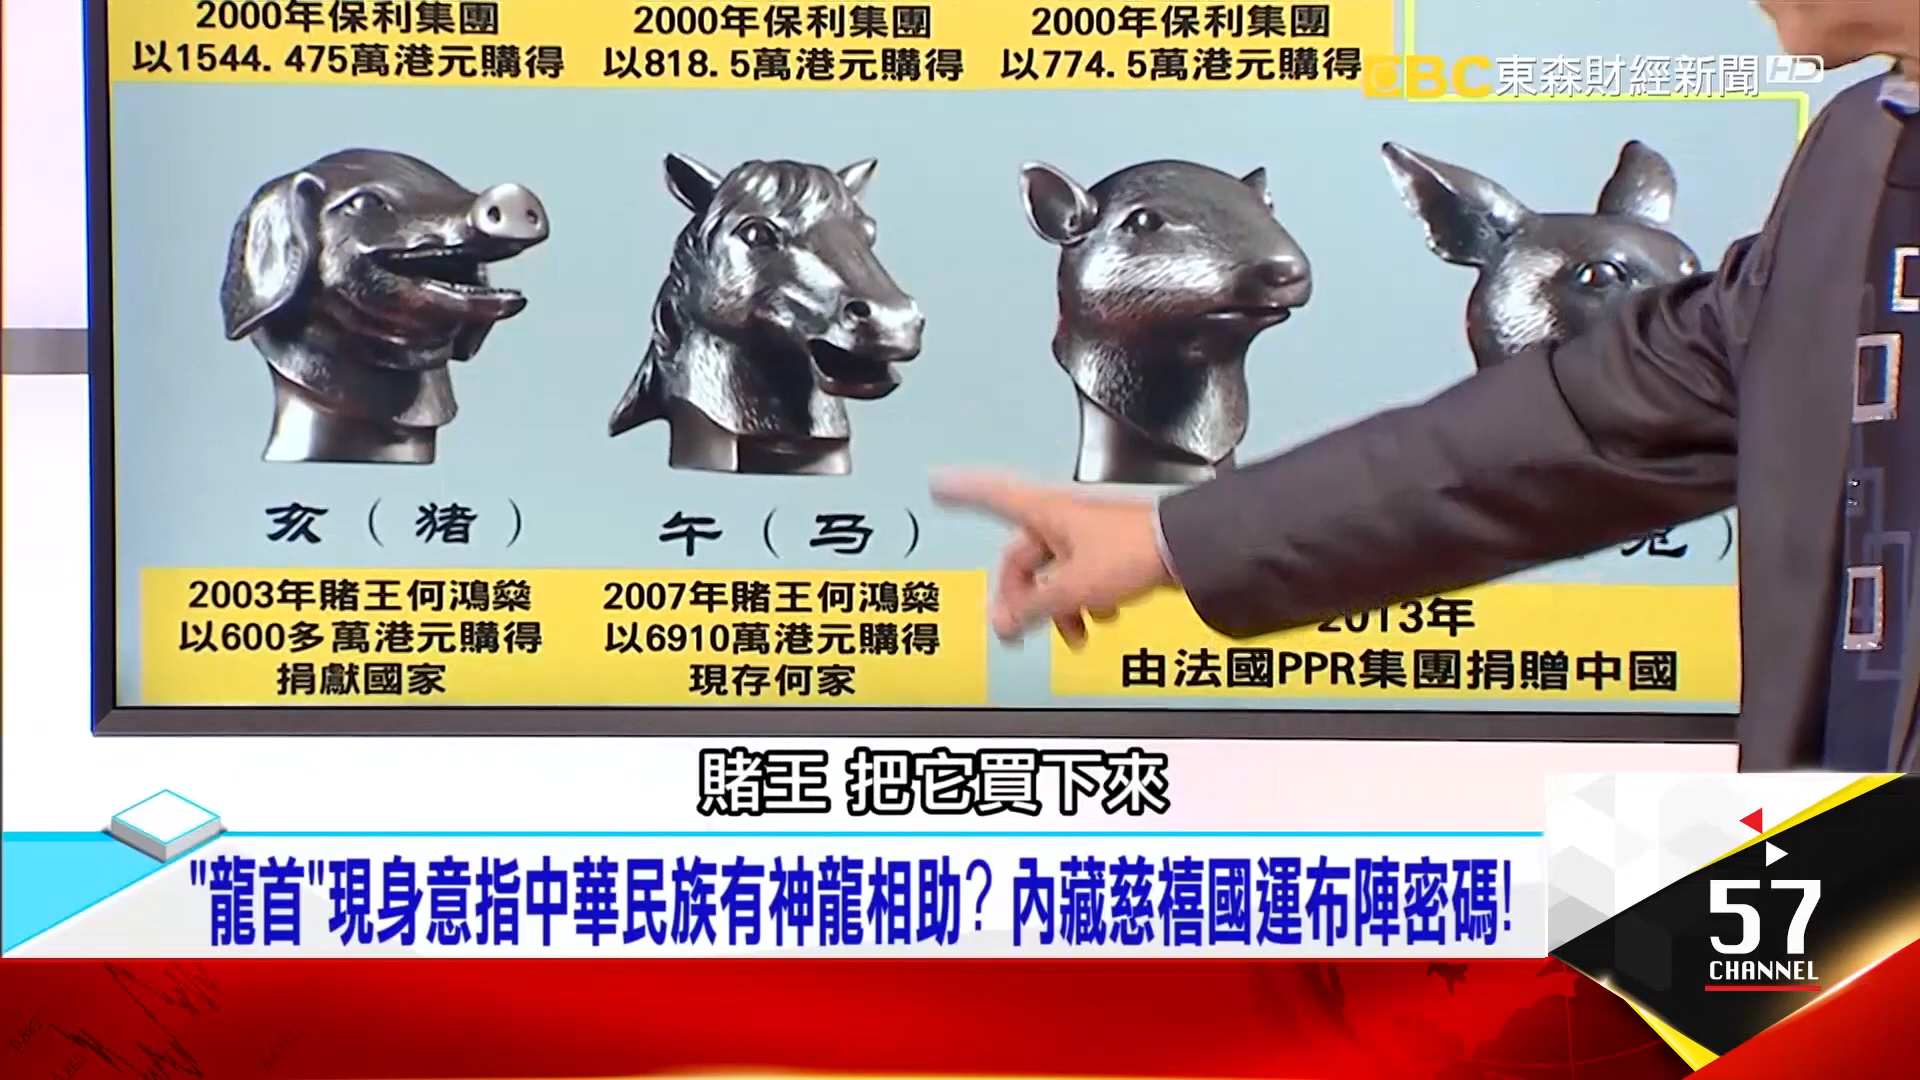 2000年保利集團
以1544.475萬港元購得
2000年保利集團
以818.5萬港元購得
2000年保利集團
以774.5萬港元購得
EBC 東森財經新聞 HD
亥（猪）
午（马）
兔）
2003年賭王何鴻燊
以600多萬港元購得
捐獻國家
2007年賭王何鴻燊
以6910萬港元購得
現存何家
2013年
由法國PPR集團捐贈中國
賭王 把它買下來
"龍首"現身意指中華民族有神龍相助? 內藏慈禧國運布陣密碼!
57
CHANNEL